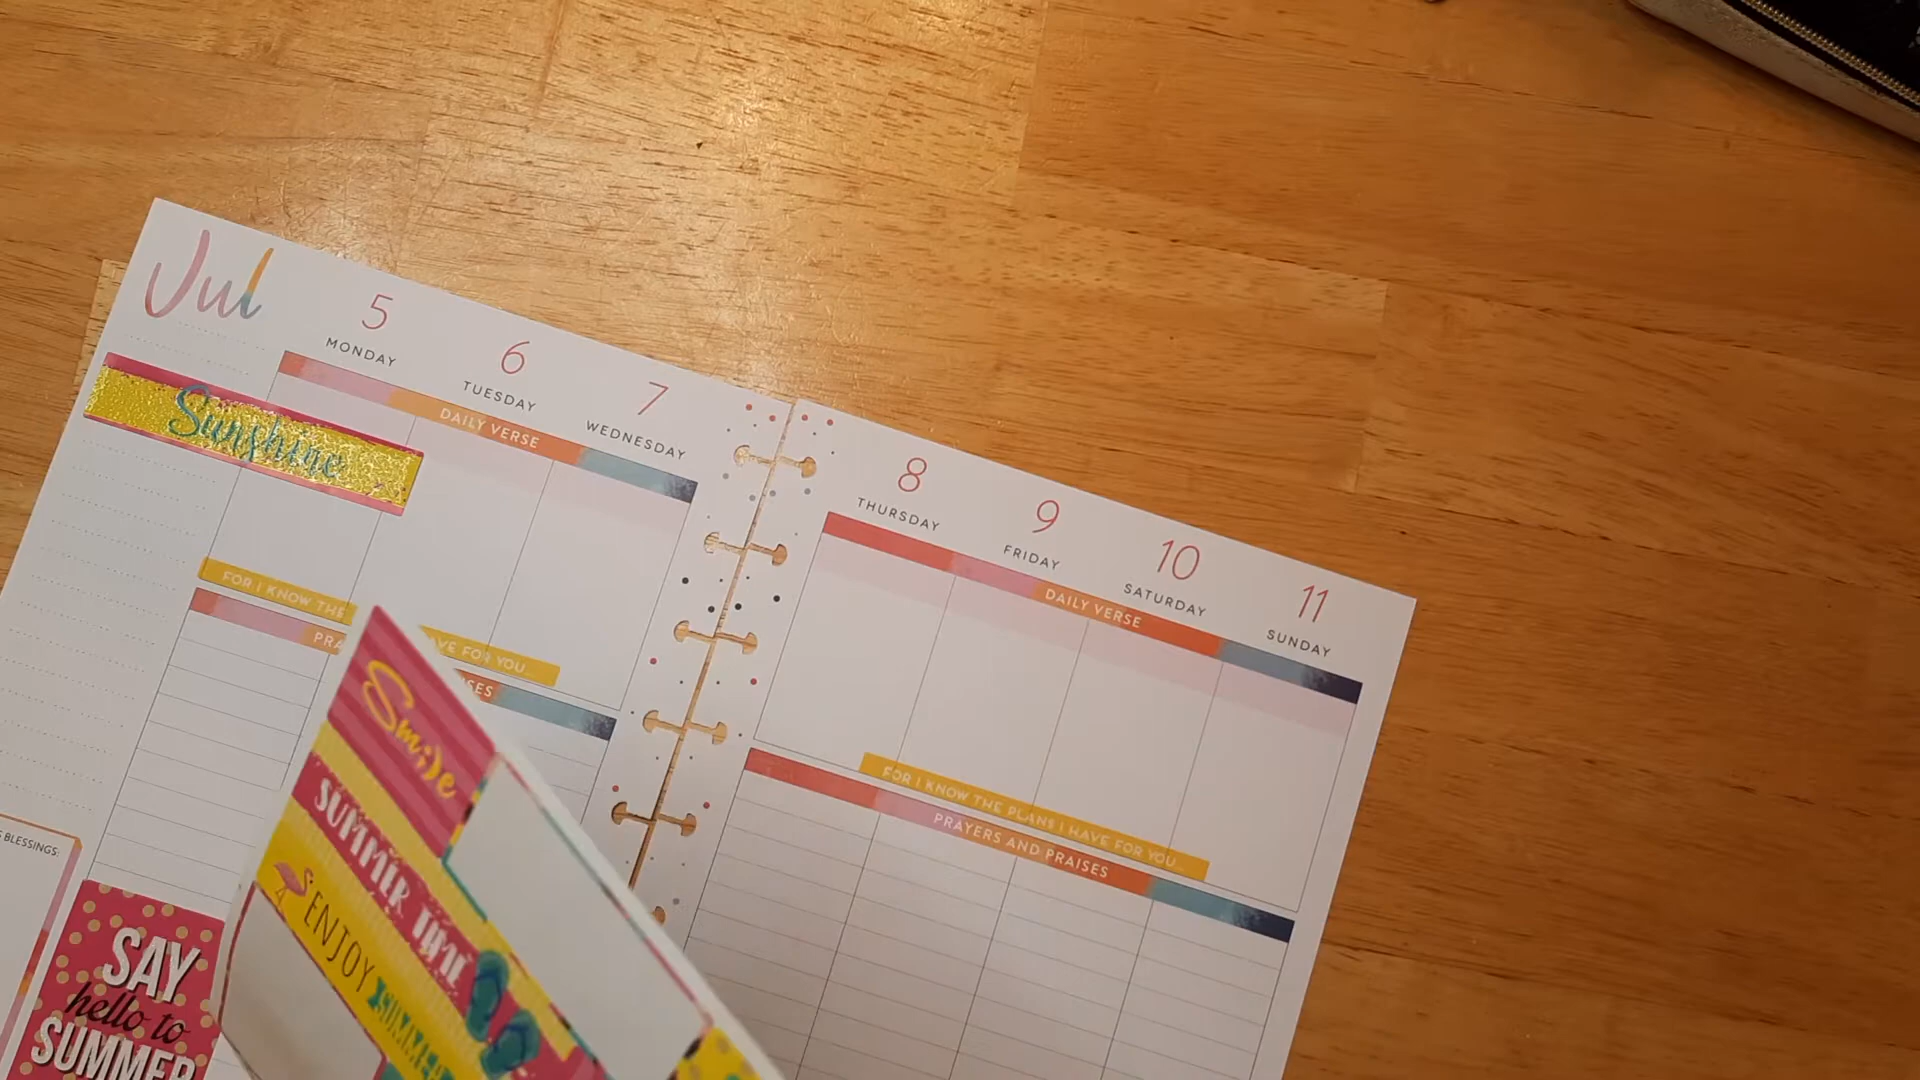 Jul
5
MONDAY
6
TUESDAY
7
WEDNESDAY
8
THURSDAY
9
FRIDAY
10
SATURDAY
11
SUNDAY
DAILY VERSE
Sunshine
FOR I KNOW THE
FOR YOU...
DAILY VERSE
FOR I KNOW THE PLANS I HAVE FOR YOU...
PRAYERS AND PRAISES
BLESSINGS:
Smile
SUMMER TIME
ENJOY
SAY
hello to
SUMMER